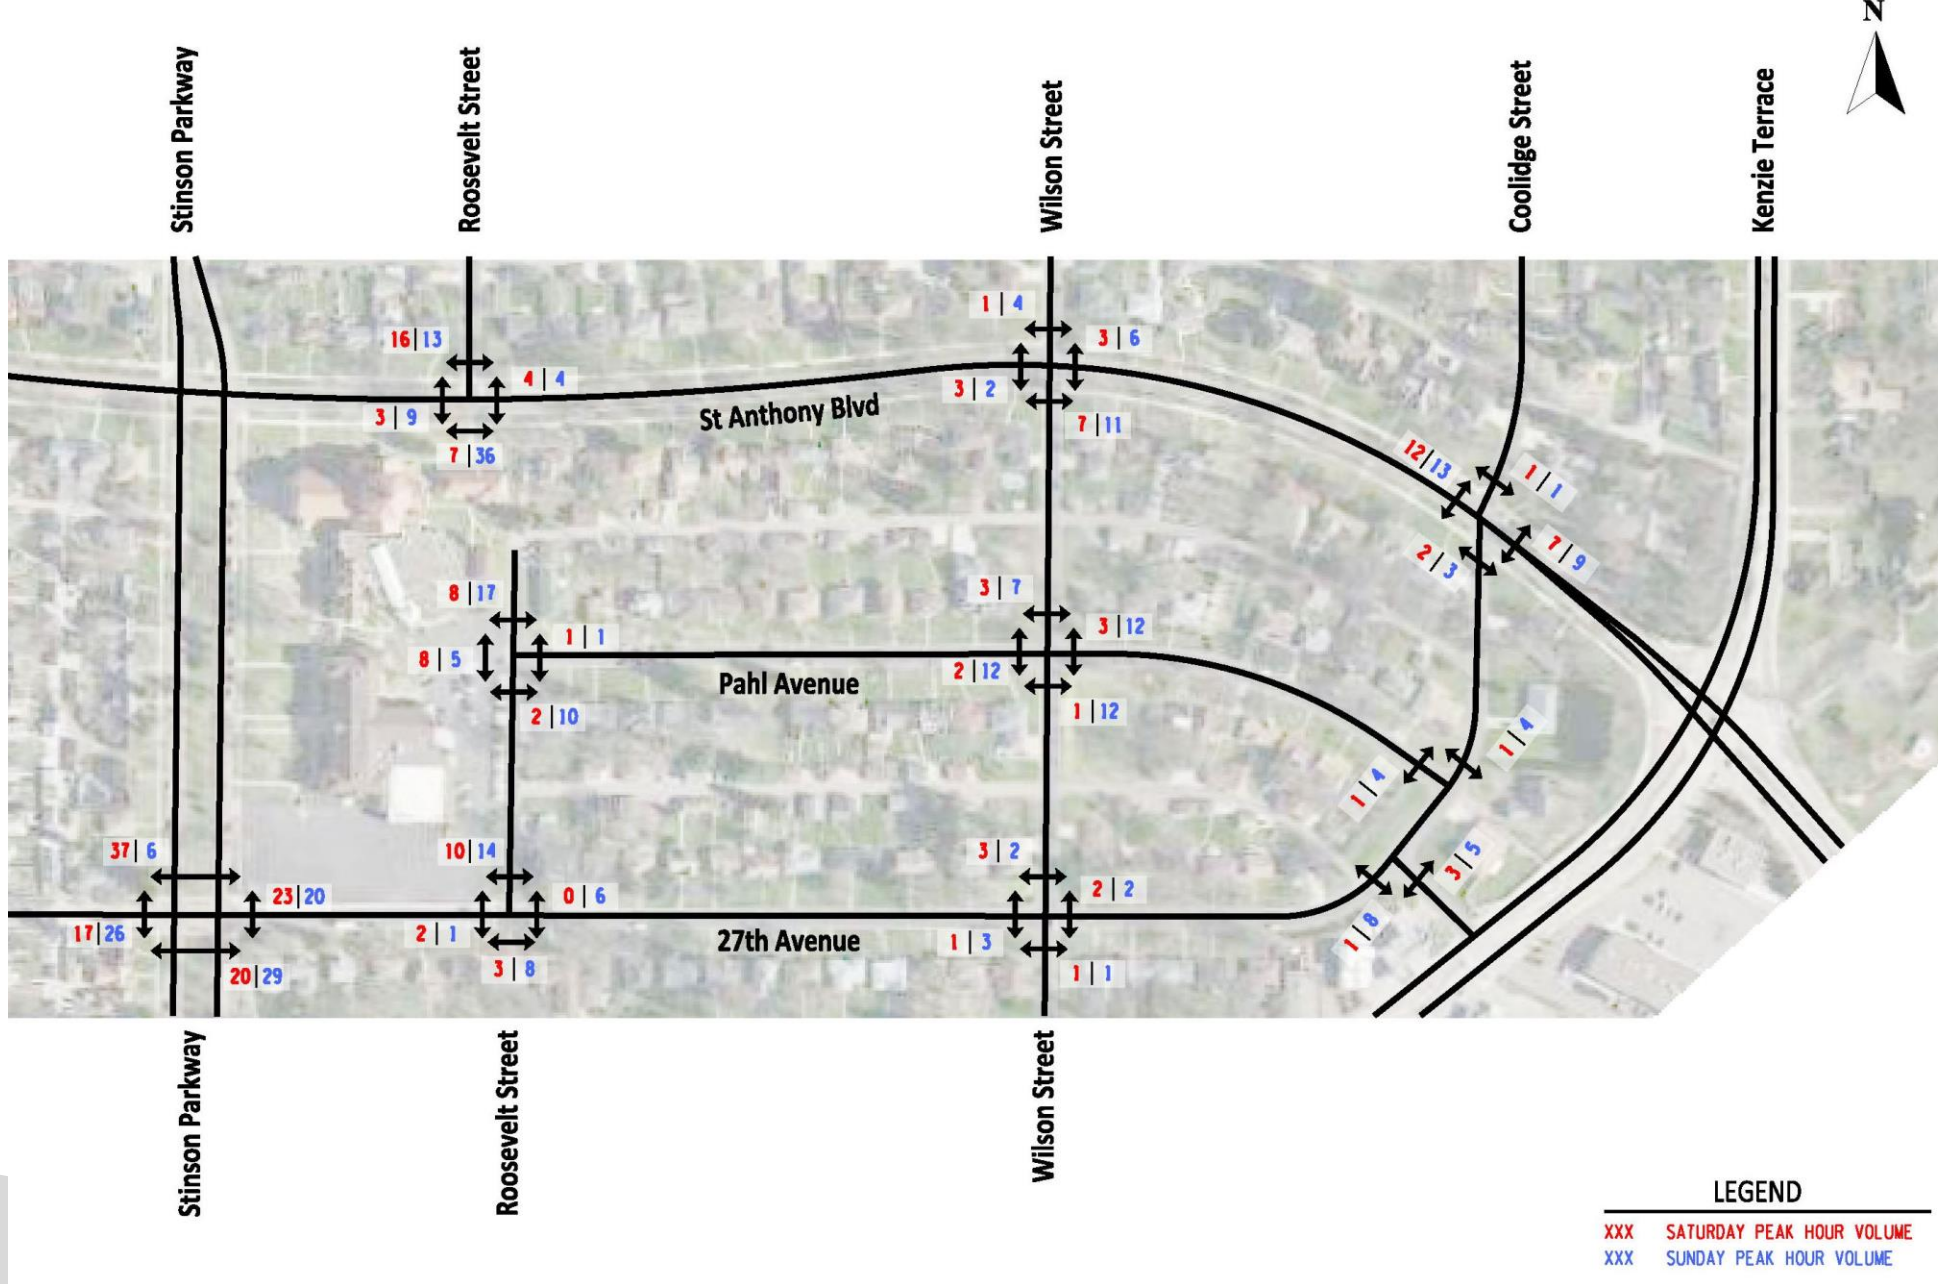 N
Stinson Parkway
Roosevelt Street
Wilson Street
Coolidge Street
Kenzie Terrace
1 | 4
16|13
3 | 6
4 | 4
3 | 2
3 | 9
St Anthony Blvd
7 |11
7 |36
12/13
1 | 1
7 | 9
2 | 3
8 |17
3 | 7
1 | 1
3 |12
8 | 5
2 |12
Pahl Avenue
2 |10
1 |12
1 | 4
1 | 4
37| 6
10|14
3 | 2
3 | 5
23|20
0 | 6
2 | 2
17|26
2 | 1
27th Avenue
1 | 3
1 | 8
20|29
3 | 8
1 | 1
Stinson Parkway
Roosevelt Street
Wilson Street
LEGEND
XXX SATURDAY PEAK HOUR VOLUME
XXX SUNDAY PEAK HOUR VOLUME